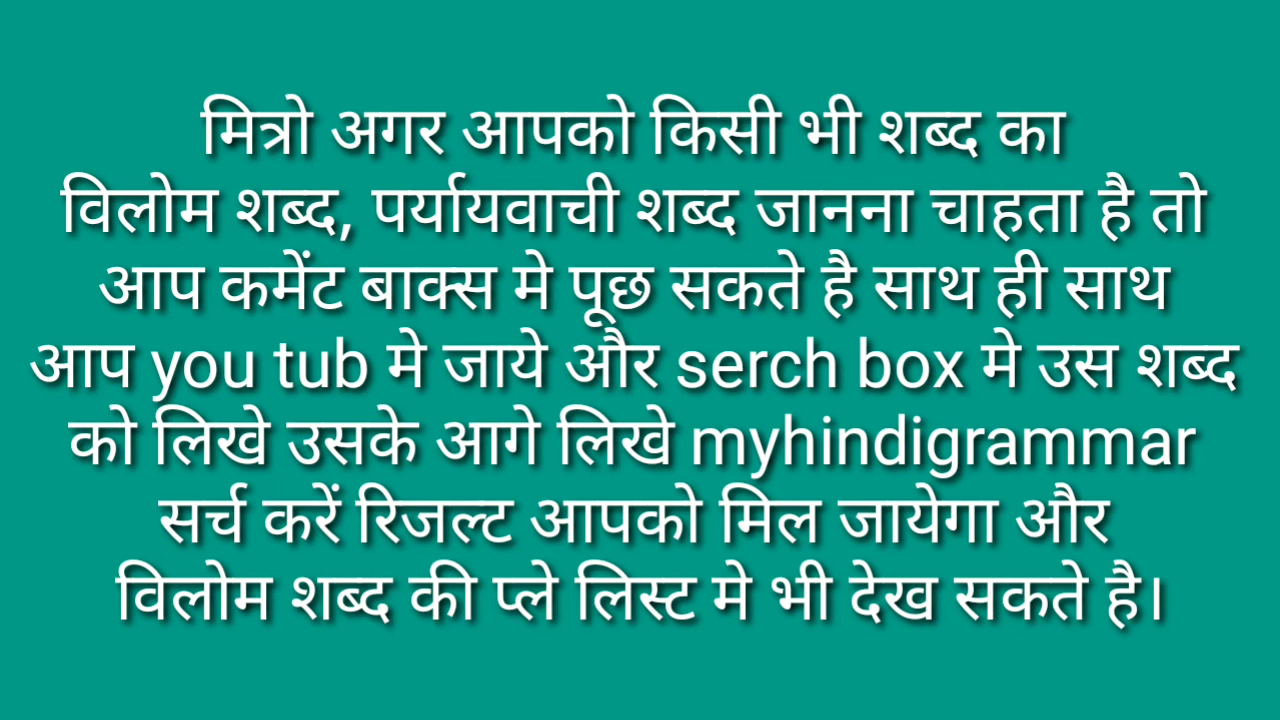 मित्रो अगर आपको किसी भी शब्द का
विलोम शब्द, पर्यायवाची शब्द जानना चाहता है तो
आप कमेंट बाक्स मे पूछ सकते है साथ ही साथ
आप you tub मे जाये और serch box मे उस शब्द
को लिखे उसके आगे लिखे myhindigrammar
सर्च करें रिजल्ट आपको मिल जायेगा और
विलोम शब्द की प्ले लिस्ट मे भी देख सकते है।